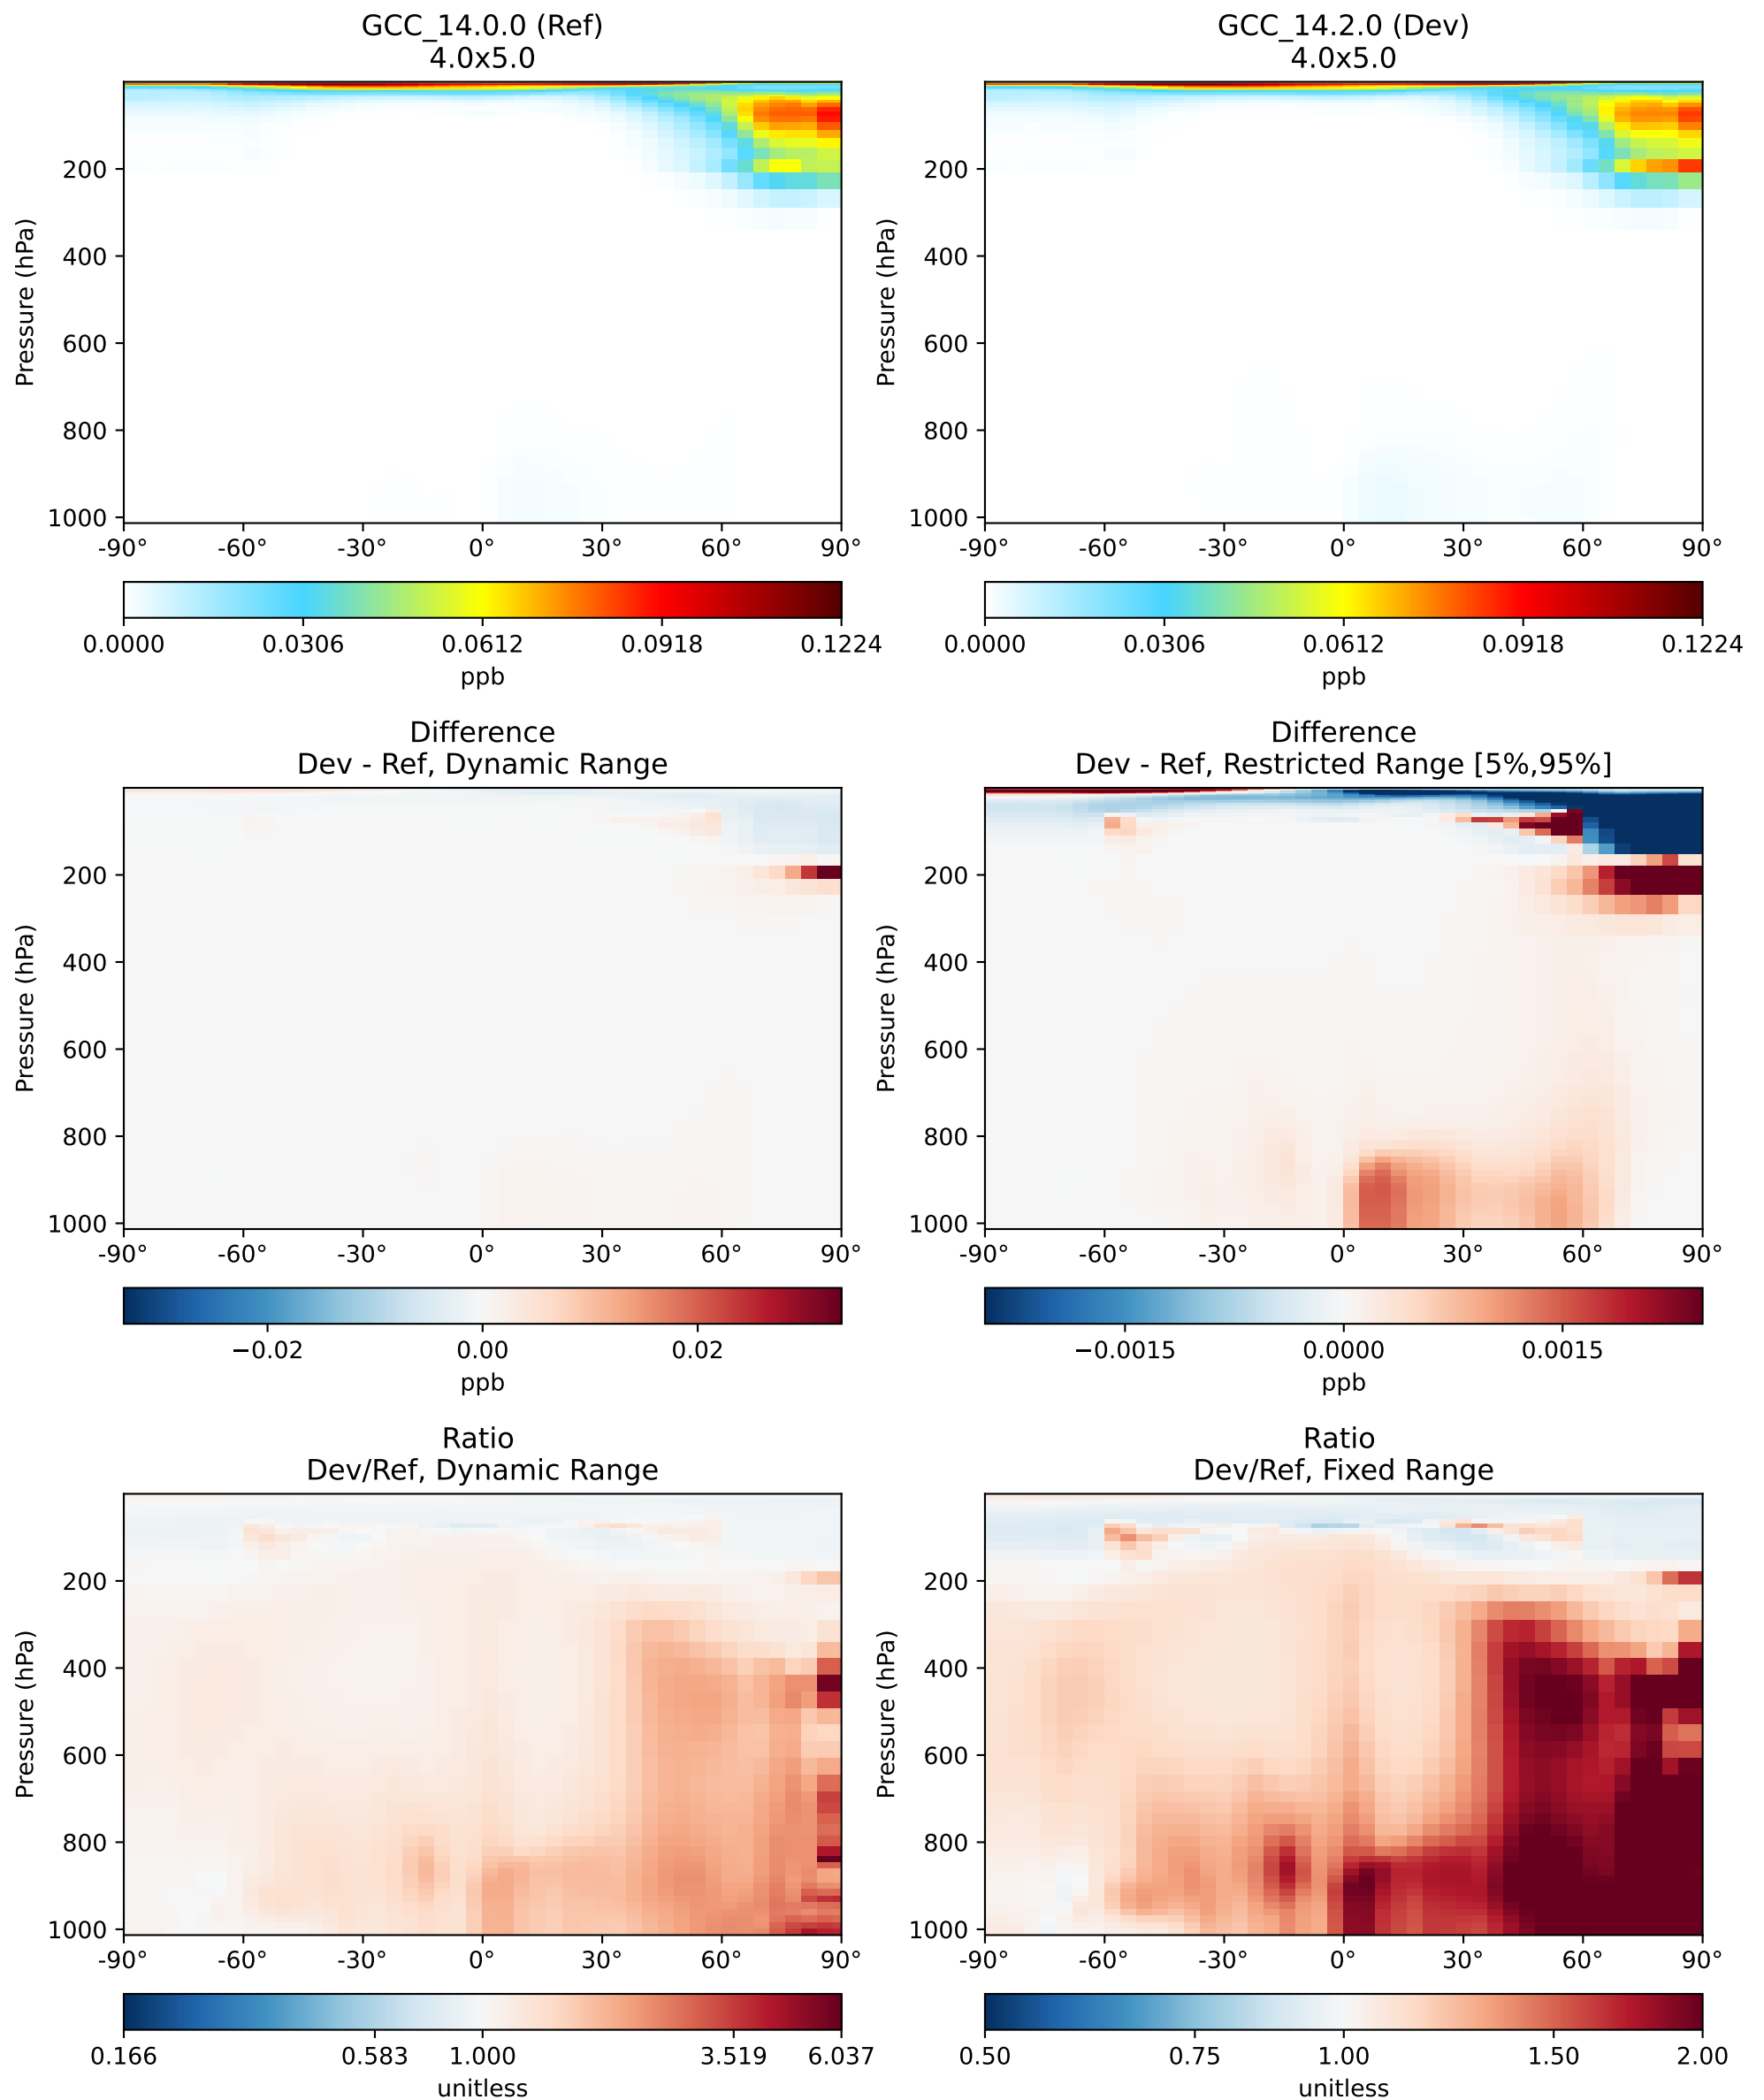 GCC_14.0.0 (Ref)
4.0x5.0
Pressure (hPa)
200
400
600
800
1000
-90° -60° -30° 0° 30° 60° 90°
0.0000 0.0306 0.0612 0.0918 0.1224
ppb
GCC_14.2.0 (Dev)
4.0x5.0
Pressure (hPa)
200
400
600
800
1000
-90° -60° -30° 0° 30° 60° 90°
0.0000 0.0306 0.0612 0.0918 0.1224
ppb
Difference
Dev - Ref, Dynamic Range
Pressure (hPa)
200
400
600
800
1000
-90° -60° -30° 0° 30° 60° 90°
−0.02 0.00 0.02
ppb
Difference
Dev - Ref, Restricted Range [5%,95%]
Pressure (hPa)
200
400
600
800
1000
-90° -60° -30° 0° 30° 60° 90°
−0.0015 0.0000 0.0015
ppb
Ratio
Dev/Ref, Dynamic Range
Pressure (hPa)
200
400
600
800
1000
-90° -60° -30° 0° 30° 60° 90°
0.166 0.583 1.000 3.519 6.037
unitless
Ratio
Dev/Ref, Fixed Range
Pressure (hPa)
200
400
600
800
1000
-90° -60° -30° 0° 30° 60° 90°
0.50 0.75 1.00 1.50 2.00
unitless